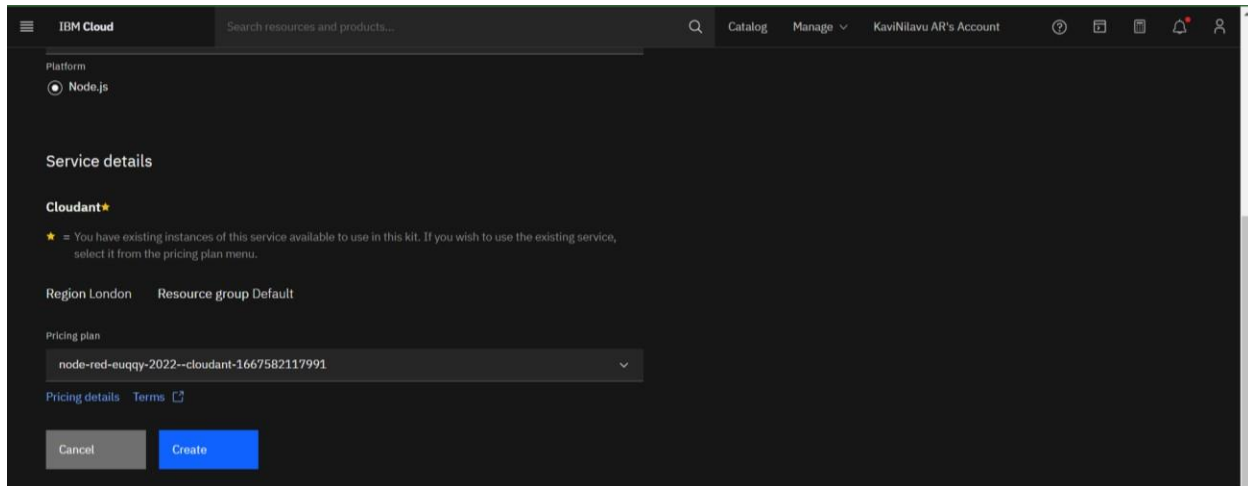 IBM Cloud
Search resources and products...
Catalog
Manage
KaviNilavu AR's Account
Platform
Node.js
Service details
Cloudant★
★ = You have existing instances of this service available to use in this kit. If you wish to use the existing service,
select it from the pricing plan menu.
Region London Resource group Default
Pricing plan
node-red-euqqy-2022--cloudant-1667582117991
Pricing details Terms
Cancel Create